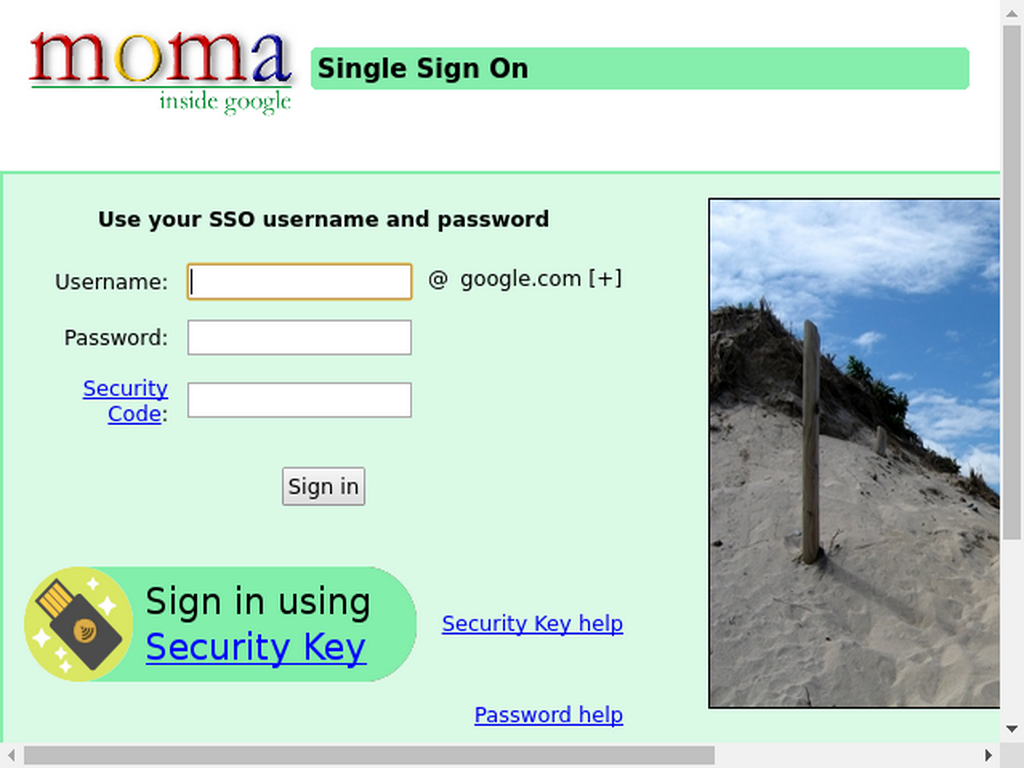 moma
inside google
Single Sign On
Use your SSO username and password
Username:
@ google.com [+]
Password:
Security
Code:
Sign in
Sign in using
Security Key
Security Key help
Password help